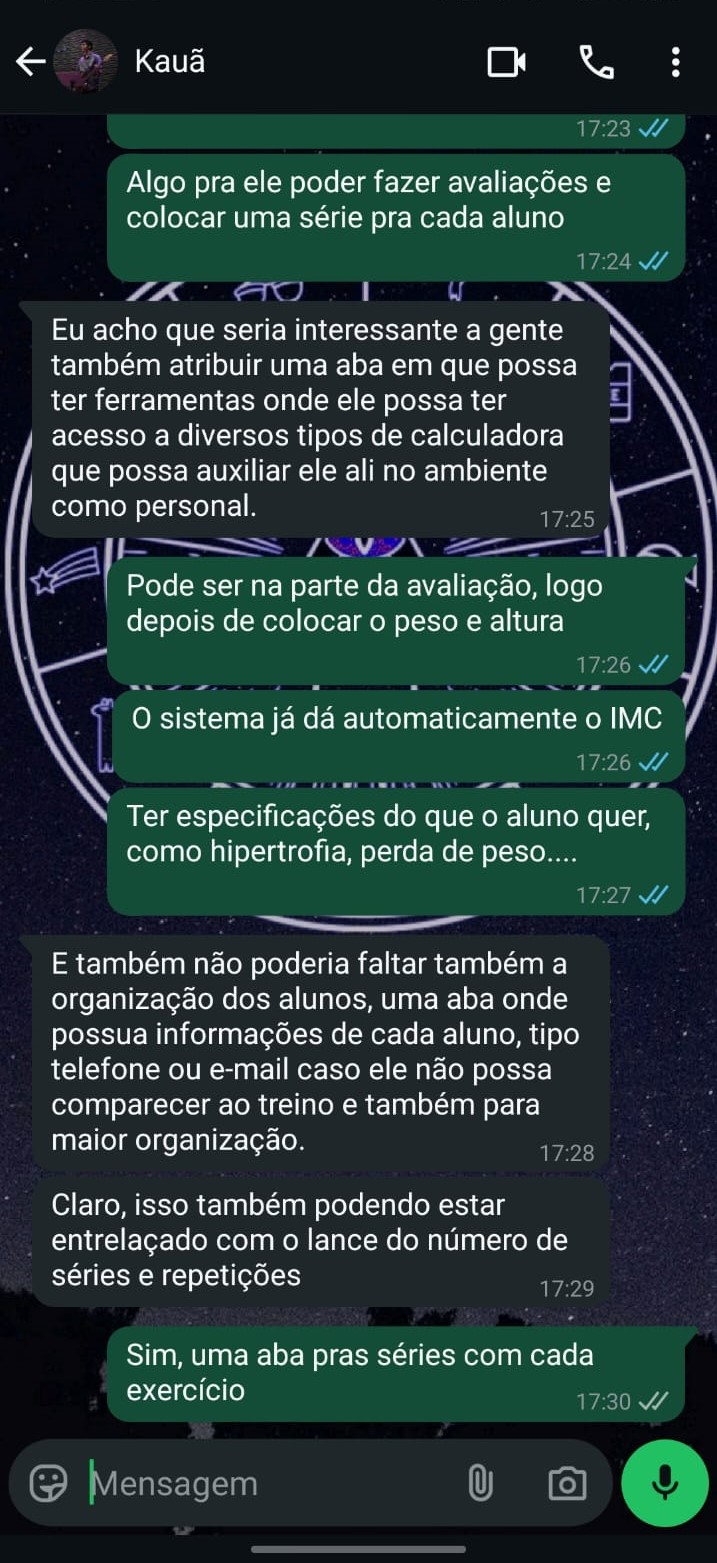 Kauã
17:23
Algo pra ele poder fazer avaliações e
colocar uma série pra cada aluno
17:24
Eu acho que seria interessante a gente
também atribuir uma aba em que possa
ter ferramentas onde ele possa ter
acesso a diversos tipos de calculadora
que possa auxiliar ele ali no ambiente
como personal.
17:25
Pode ser na parte da avaliação, logo
depois de colocar o peso e altura
17:26
O sistema já dá automaticamente o IMC
17:26
Ter especificações do que o aluno quer,
como hipertrofia, perda de peso....
17:27
E também não poderia faltar também a
organização dos alunos, uma aba onde
possua informações de cada aluno, tipo
telefone ou e-mail caso ele não possa
comparecer ao treino e também para
maior organização.
17:28
Claro, isso também podendo estar
entrelaçado com o lance do número de
séries e repetições
17:29
Sim, uma aba pras séries com cada
exercício
17:30
Mensagem